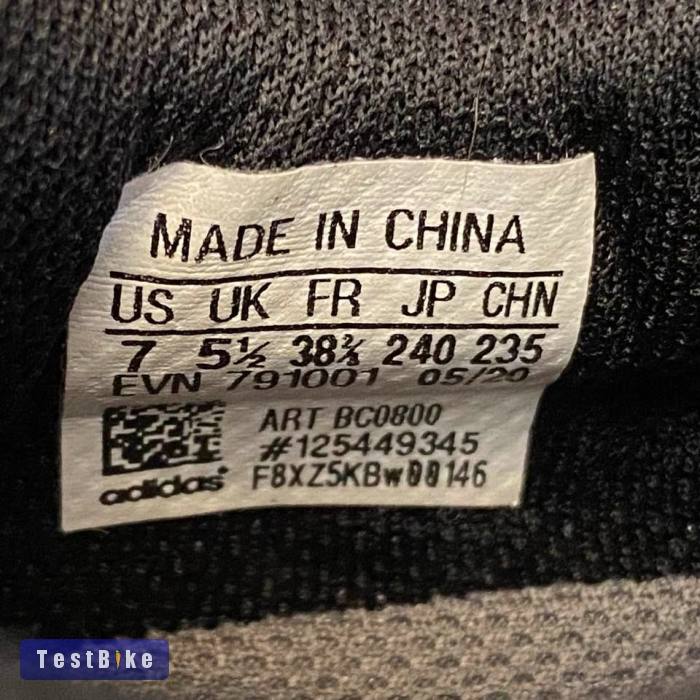 MADE IN CHINA
US UK FR JP CHN
7 5½ 38⅔ 240 235
EVN 791001 05/20
ART BC0800
#125449345
F8XZ5KBw00146
adidas
TestBike